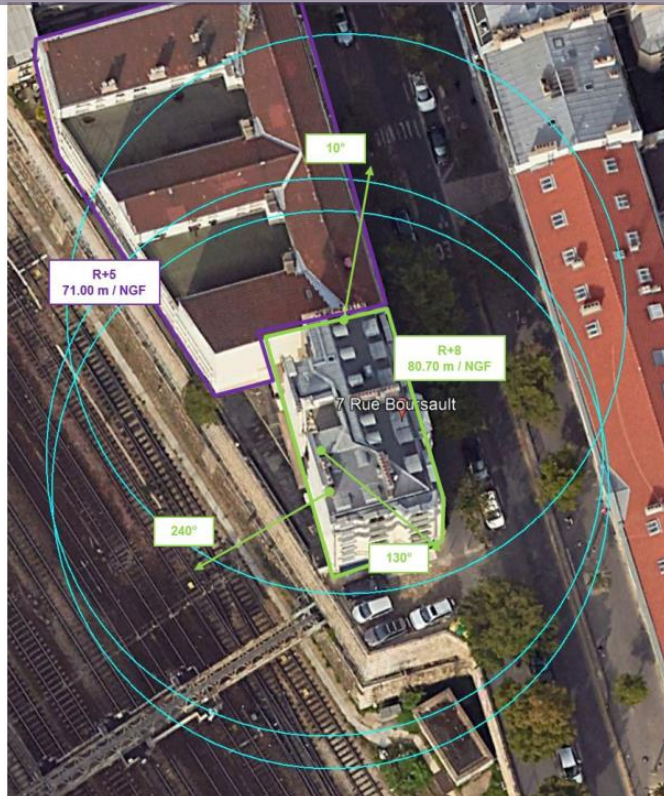 10°
R+5
71.00 m / NGF
R+8
80.70 m / NGF
7 Rue Boursault
240°
130°